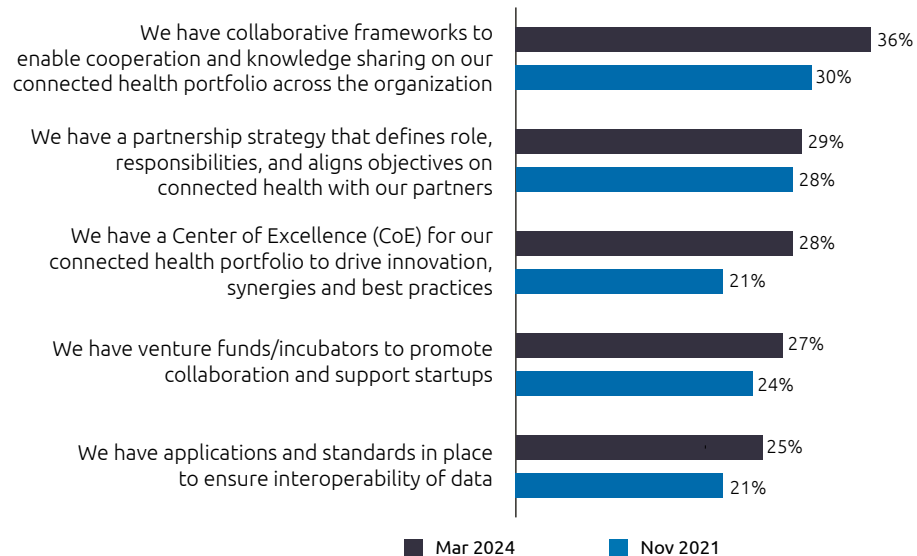 We have collaborative frameworks to
enable cooperation and knowledge sharing on our
connected health portfolio across the organization
36%
30%
We have a partnership strategy that defines role,
responsibilities, and aligns objectives on
connected health with our partners
29%
28%
We have a Center of Excellence (CoE) for our
connected health portfolio to drive innovation,
synergies and best practices
28%
21%
We have venture funds/incubators to promote
collaboration and support startups
27%
24%
We have applications and standards in place
to ensure interoperability of data
25%
21%
Mar 2024
Nov 2021